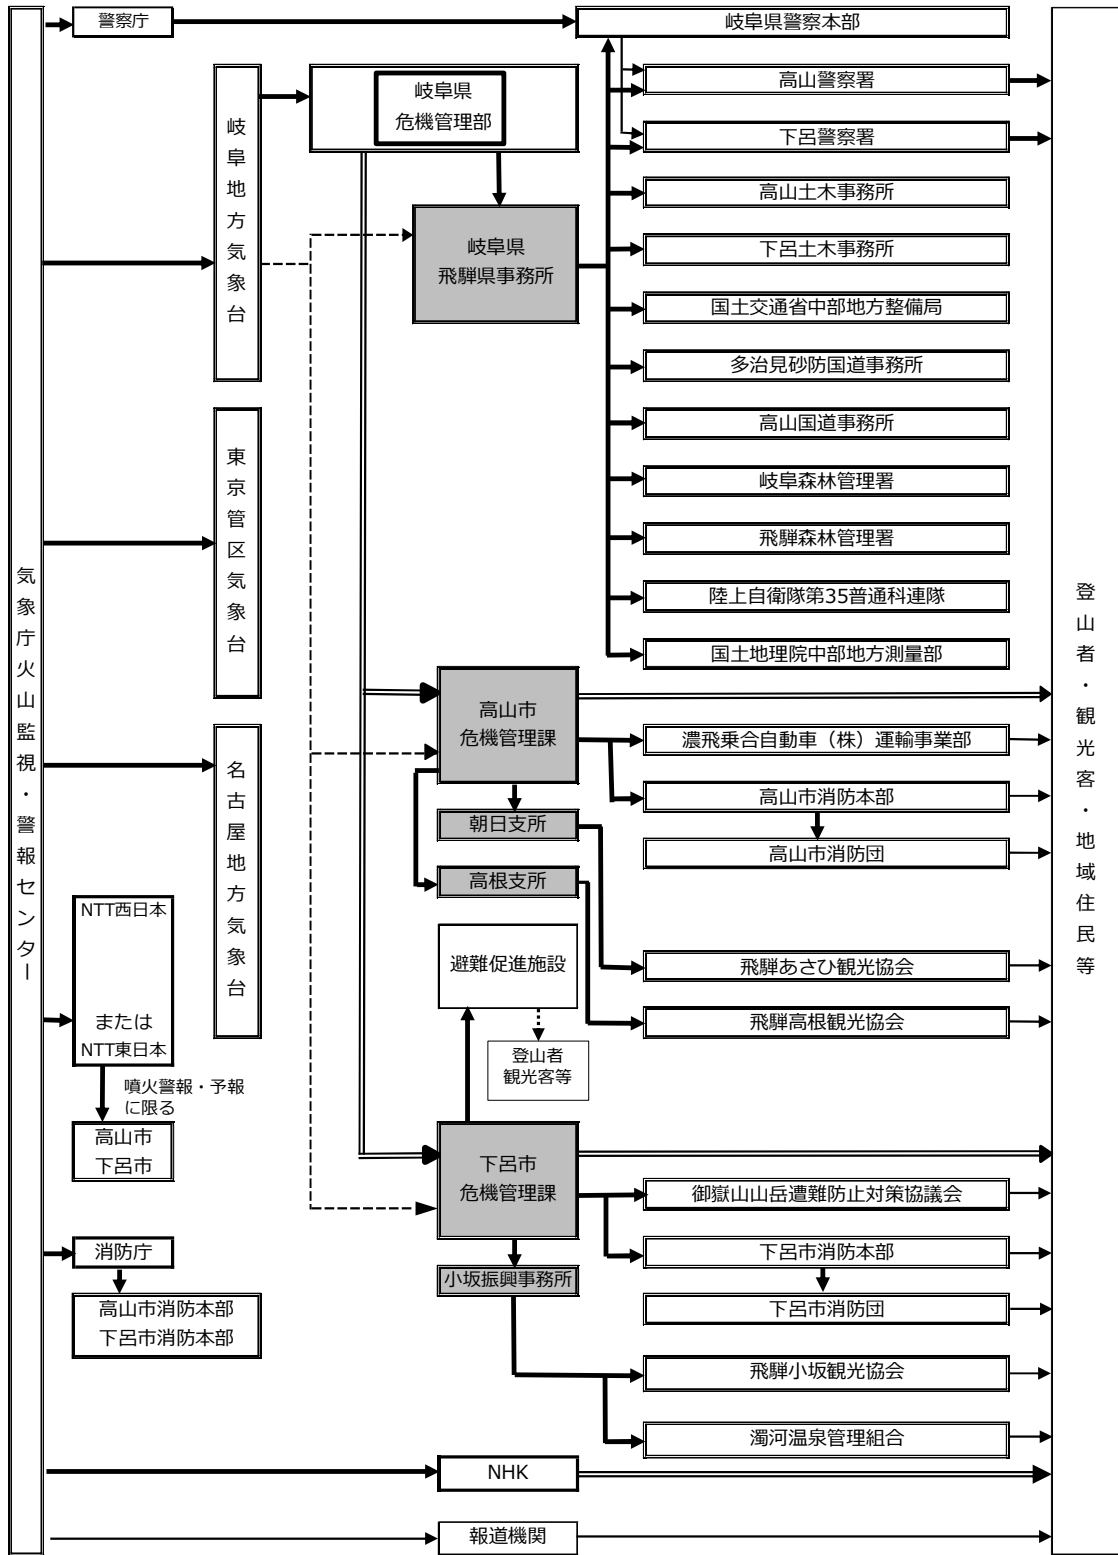 気象庁火山監視・警報センター
警察庁
岐阜県警察本部
岐阜地方気象台
岐阜県
危機管理部
高山警察署
下呂警察署
岐阜県
飛騨県事務所
高山土木事務所
下呂土木事務所
国土交通省中部地方整備局
多治見砂防国道事務所
高山国道事務所
岐阜森林管理署
飛騨森林管理署
陸上自衛隊第35普通科連隊
国土地理院中部地方測量部
東京管区気象台
高山市
危機管理課
濃飛乗合自動車（株）運輸事業部
高山市消防本部
高山市消防団
朝日支所
高根支所
名古屋地方気象台
NTT西日本
または
NTT東日本
噴火警報・予報
に限る
高山市
下呂市
避難促進施設
登山者
観光客等
飛騨あさひ観光協会
飛騨高根観光協会
下呂市
危機管理課
御嶽山山岳遭難防止対策協議会
下呂市消防本部
下呂市消防団
消防庁
高山市消防本部
下呂市消防本部
小坂振興事務所
飛騨小坂観光協会
濁河温泉管理組合
NHK
報道機関
登山者・観光客・地域住民等